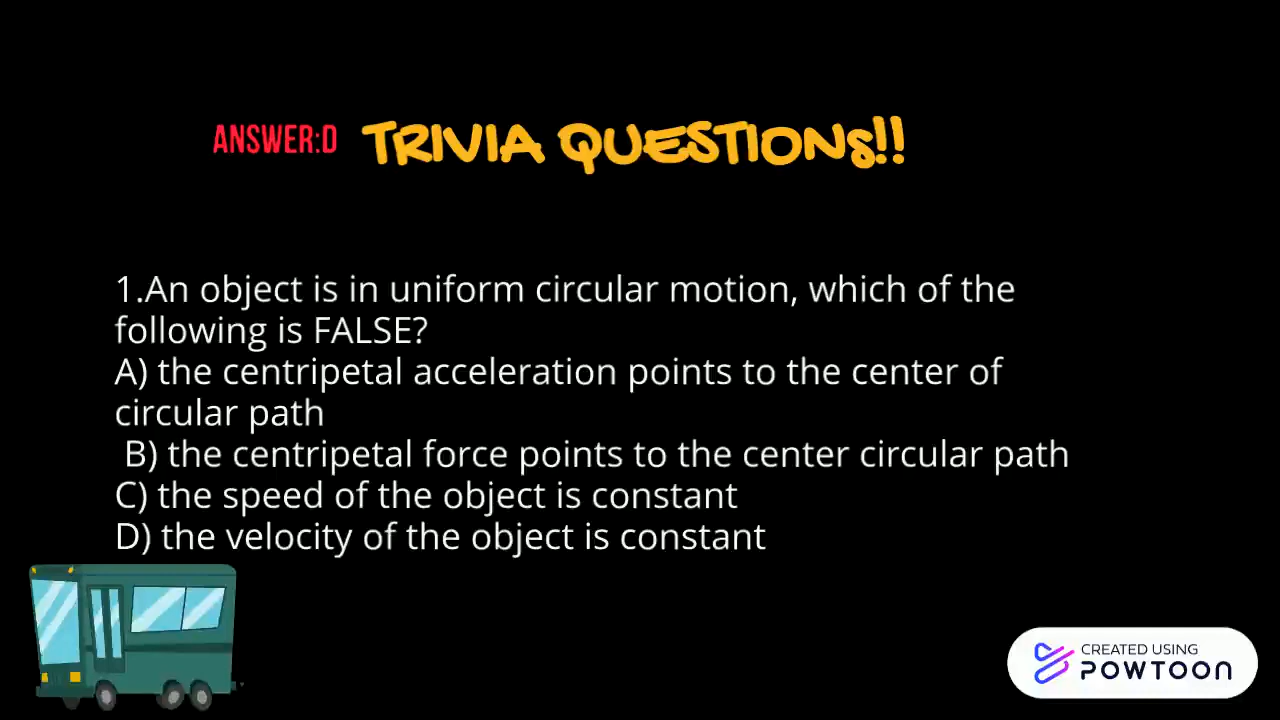 ANSWER:D TRIVIA QUESTIONS!!
1.An object is in uniform circular motion, which of the
following is FALSE?
A) the centripetal acceleration points to the center of
circular path
B) the centripetal force points to the center circular path
C) the speed of the object is constant
D) the velocity of the object is constant
CREATED USING
POWTOON